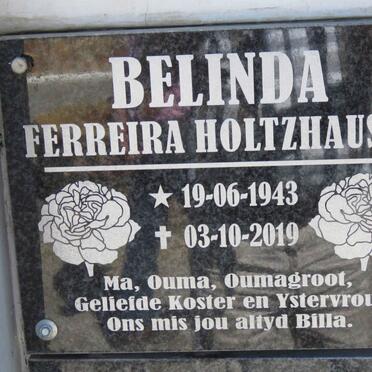 BELINDA
FERREIRA HOLTZHAUS
★ 19-06-1943
✝ 03-10-2019
Ma, Ouma, Oumagroot,
Geliefde Koster en Ystervrou
Ons mis jou altyd Billa.